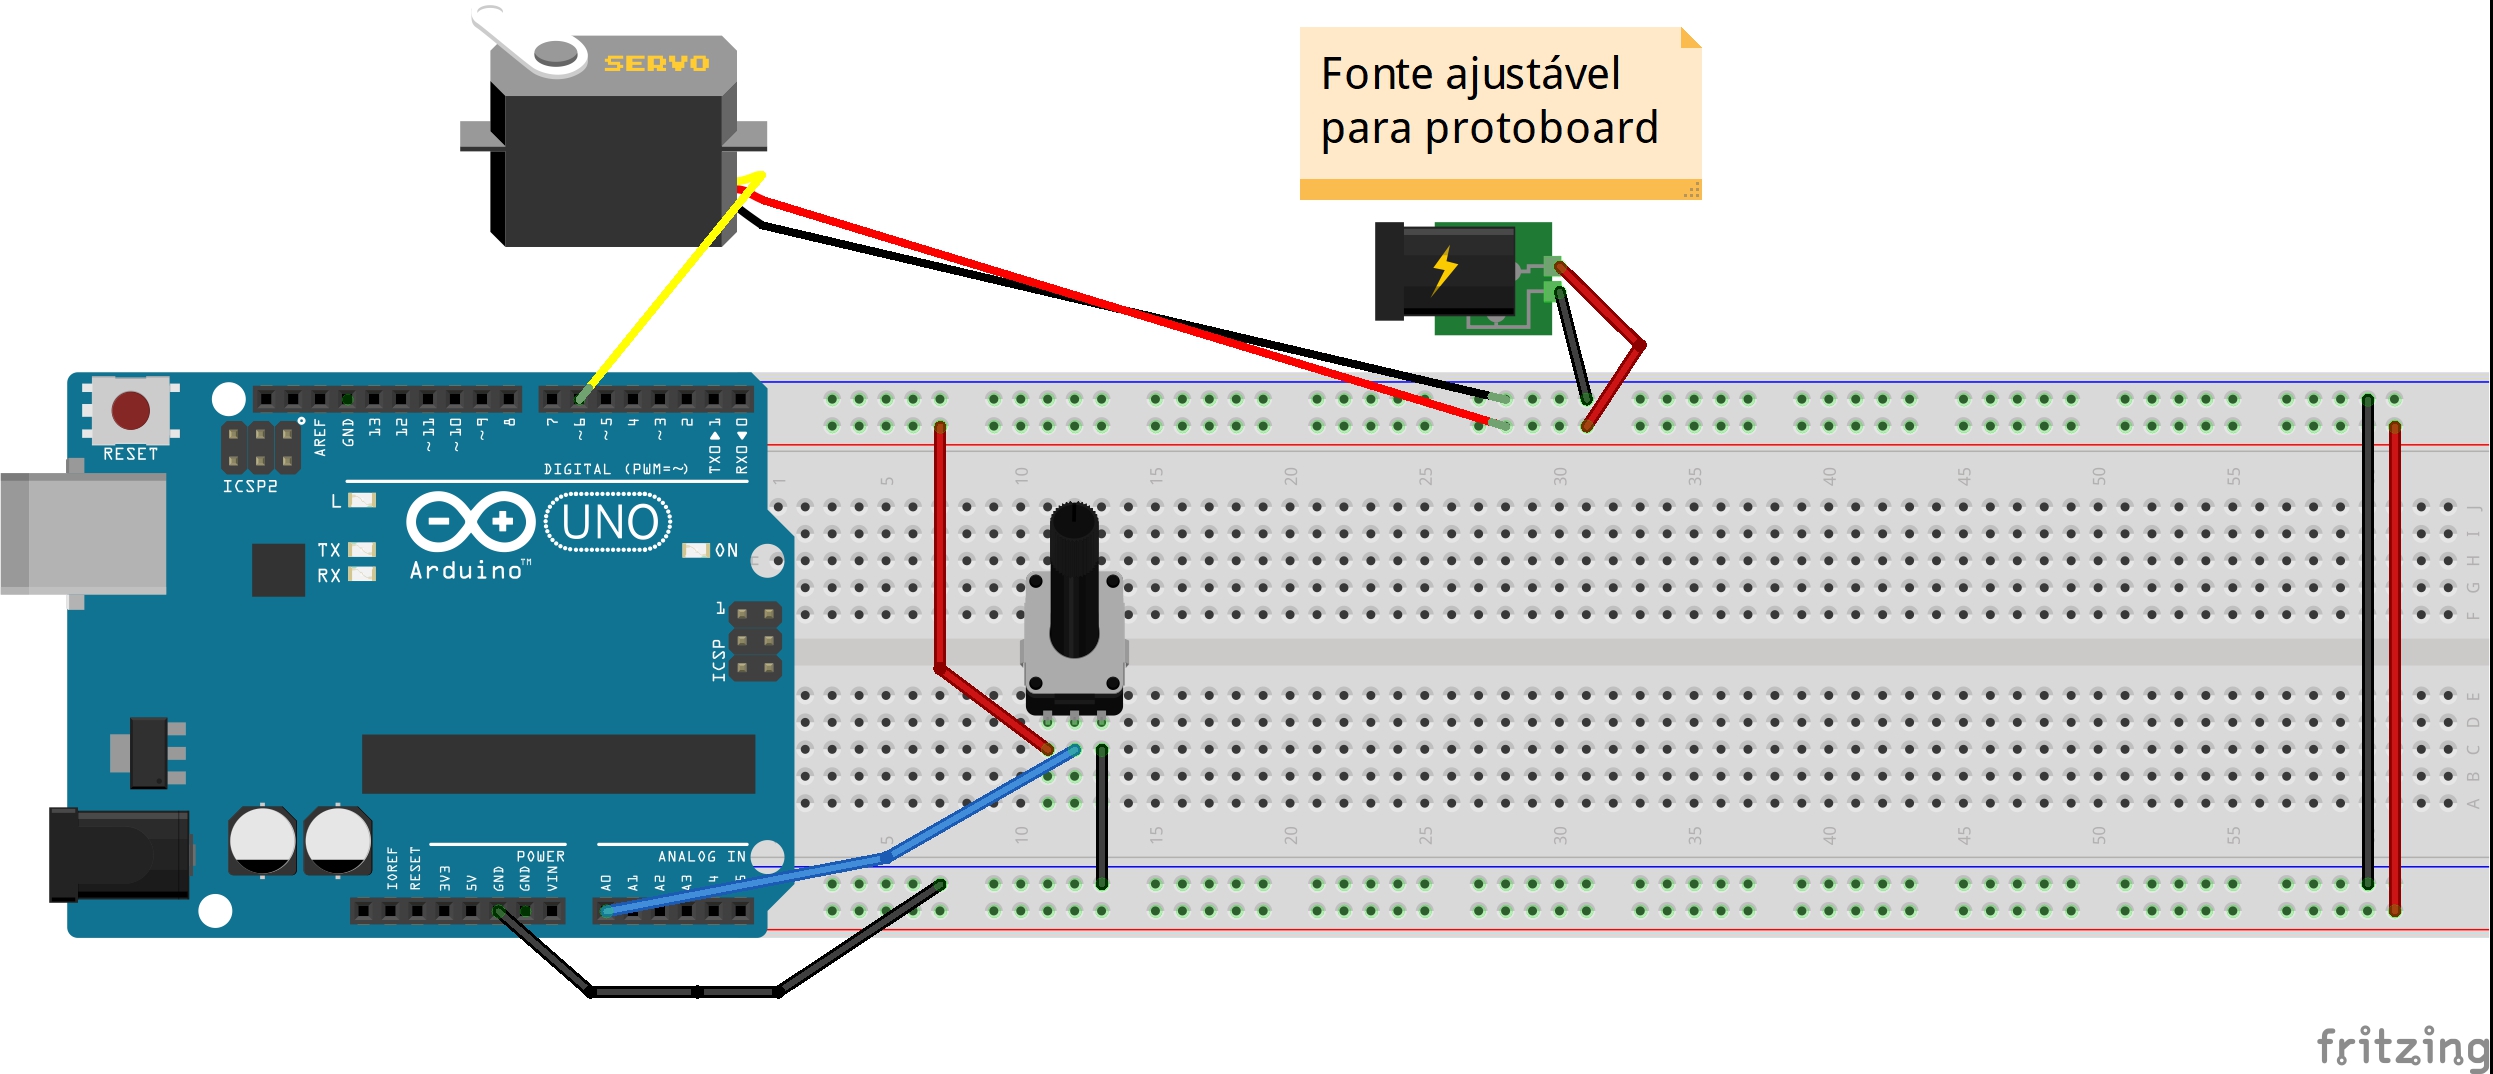 SERVO
Fonte ajustável
para protoboard
RESET
ICSP2
AREF
GND
13
12
~11
~10
~9
8
7
~6
~5
4
~3
2
TX0▶1
RX0◀0
DIGITAL (PWM=~)
L
TX
RX
UNO
Arduino™
ON
1
ICSP
1 5 10 15 20 25 30 35 40 45 50 55
J
I
H
G
F
E
D
C
B
A
5 10 15 20 25 30 35 40 45 50 55
POWER
ANALOG IN
IOREF
RESET
3V3
5V
GND
GND
VIN
A0
A1
A2
A3
4
5
fritzing